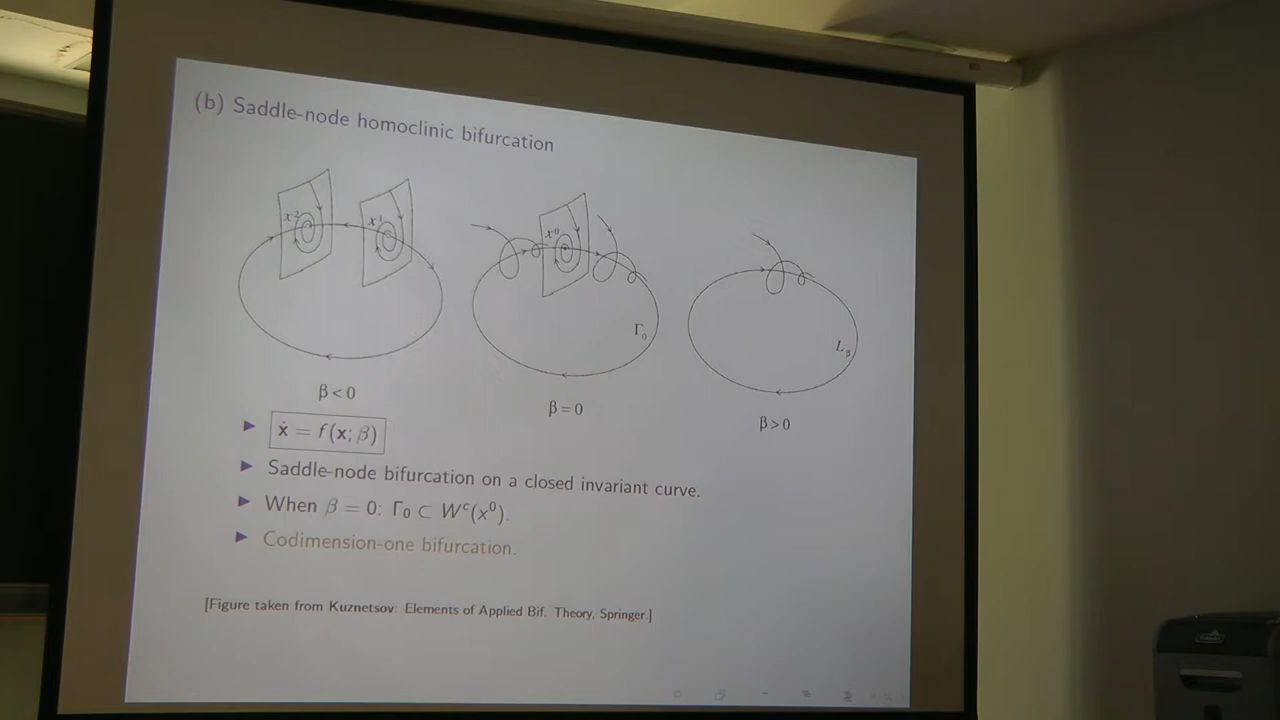 (b) Saddle-node homoclinic bifurcation
x² x¹ x⁰
Γ₀
L_β
β < 0
β = 0
β > 0
ẋ = f(x; β)
Saddle-node bifurcation on a closed invariant curve.
When β = 0: Γ₀ ⊂ Wᶜ(x⁰).
Codimension-one bifurcation.
[Figure taken from Kuznetsov: Elements of Applied Bif. Theory, Springer.]